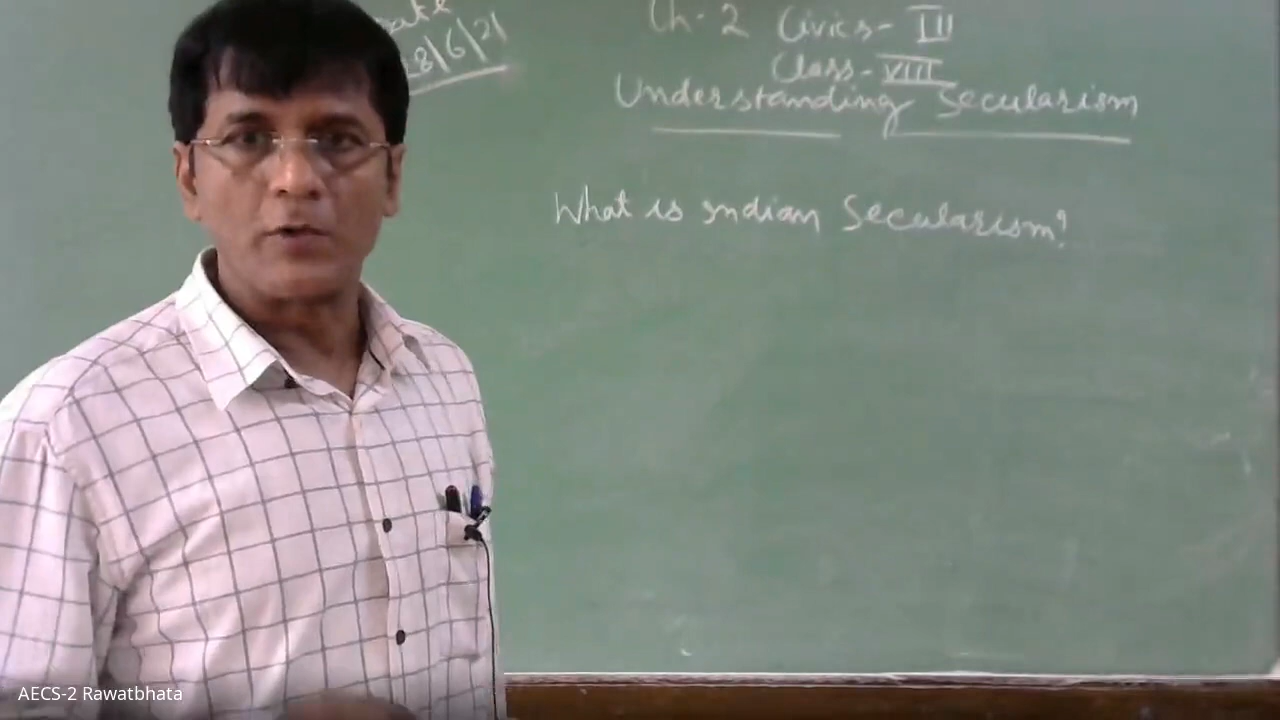 Date
28/6/21
Ch-2 Civics-III
Class-VIII
Understanding Secularism
What is Indian Secularism?
AECS-2 Rawatbhata